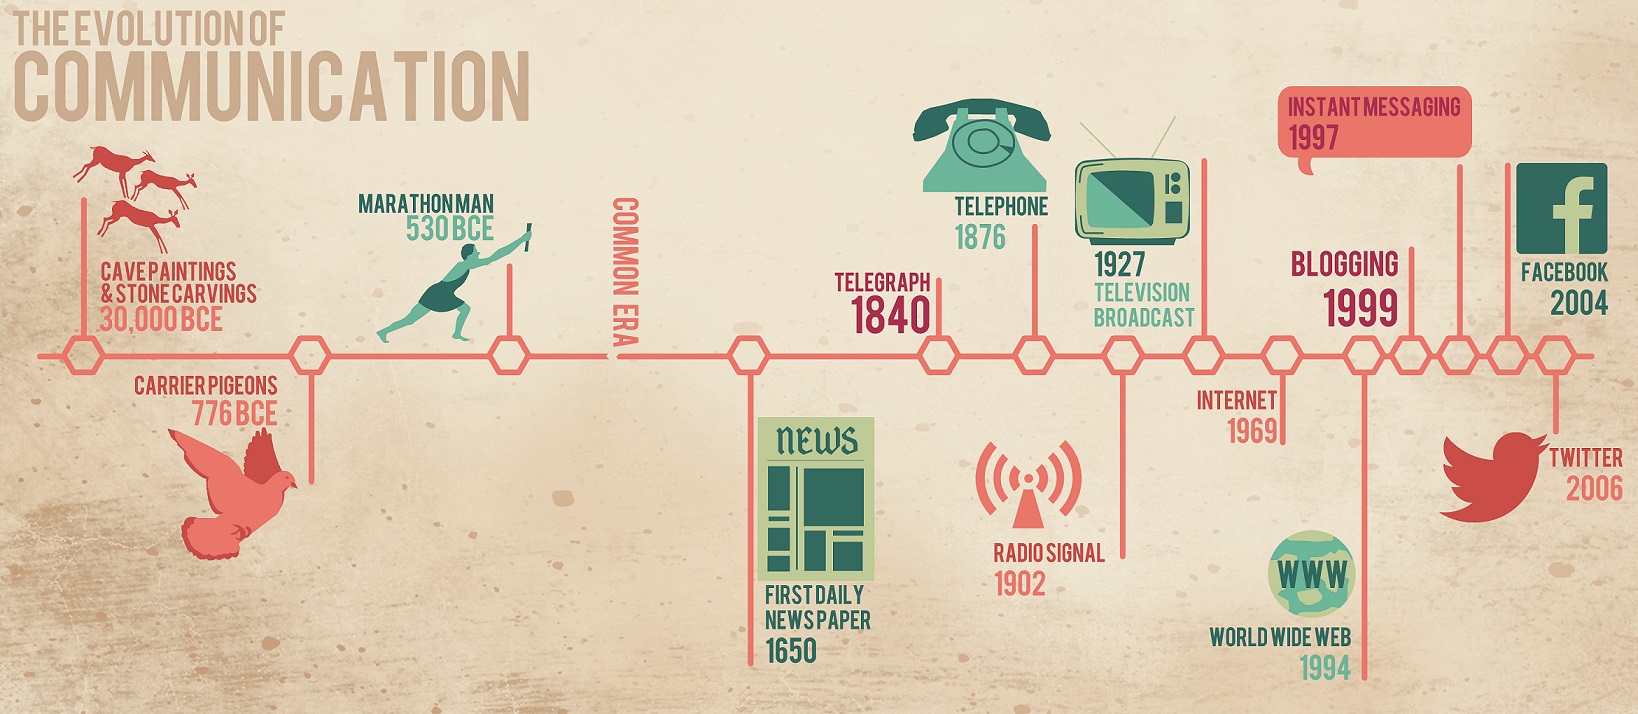 THE EVOLUTION OF
COMMUNICATION
CAVE PAINTINGS
& STONE CARVINGS
30,000 BCE
CARRIER PIGEONS
776 BCE
MARATHON MAN
530 BCE
COMMON ERA
NEWS
FIRST DAILY
NEWS PAPER
1650
TELEGRAPH
1840
TELEPHONE
1876
RADIO SIGNAL
1902
1927
TELEVISION
BROADCAST
INTERNET
1969
WWW
WORLD WIDE WEB
1994
BLOGGING
1999
INSTANT MESSAGING
1997
f
FACEBOOK
2004
TWITTER
2006